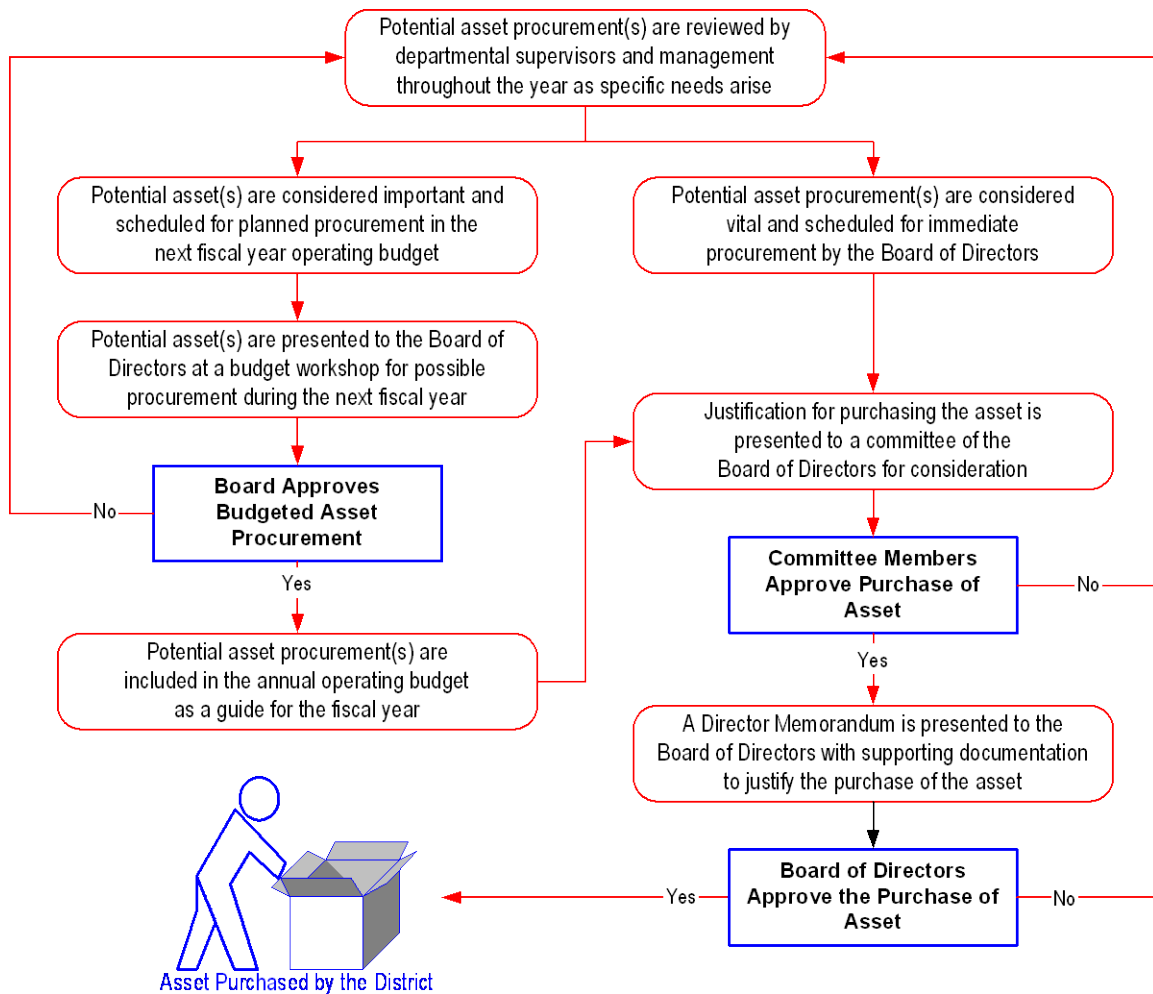 Potential asset procurement(s) are reviewed by
departmental supervisors and management
throughout the year as specific needs arise
Potential asset(s) are considered important and
scheduled for planned procurement in the
next fiscal year operating budget
Potential asset procurement(s) are considered
vital and scheduled for immediate
procurement by the Board of Directors
Potential asset(s) are presented to the Board of
Directors at a budget workshop for possible
procurement during the next fiscal year
Justification for purchasing the asset is
presented to a committee of the
Board of Directors for consideration
Board Approves
Budgeted Asset
Procurement
No
Yes
Committee Members
Approve Purchase of
Asset
No
Yes
Potential asset procurement(s) are
included in the annual operating budget
as a guide for the fiscal year
A Director Memorandum is presented to the
Board of Directors with supporting documentation
to justify the purchase of the asset
Board of Directors
Approve the Purchase of
Asset
Yes
No
Asset Purchased by the District